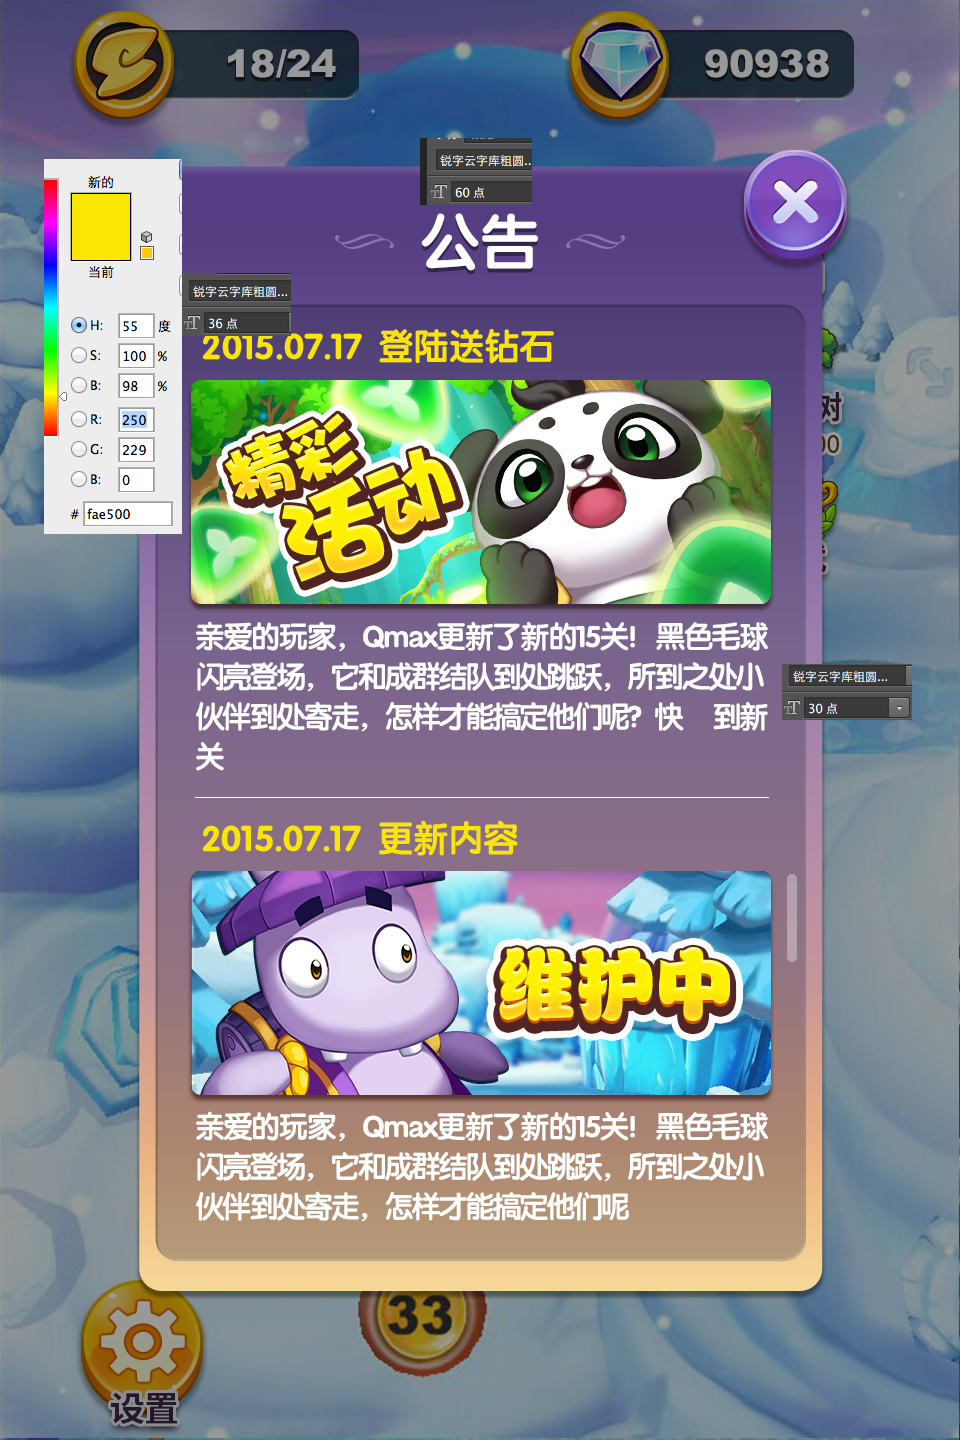 18/24
90938
锐字云字库粗圆...
60 点
公告
新的
当前
H: 55 度
S: 100 %
B: 98 %
R: 250
G: 229
B: 0
# fae500
锐字云字库粗圆...
36 点
2015.07.17 登陆送钻石
精彩
活动
树
00
亲爱的玩家，Qmax更新了新的15关！黑色毛球
闪亮登场，它和成群结队到处跳跃，所到之处小
伙伴到处寄走，怎样才能搞定他们呢？快 到新
关
锐字云字库粗圆...
30 点
2015.07.17 更新内容
维护中
亲爱的玩家，Qmax更新了新的15关！黑色毛球
闪亮登场，它和成群结队到处跳跃，所到之处小
伙伴到处寄走，怎样才能搞定他们呢
33
设置